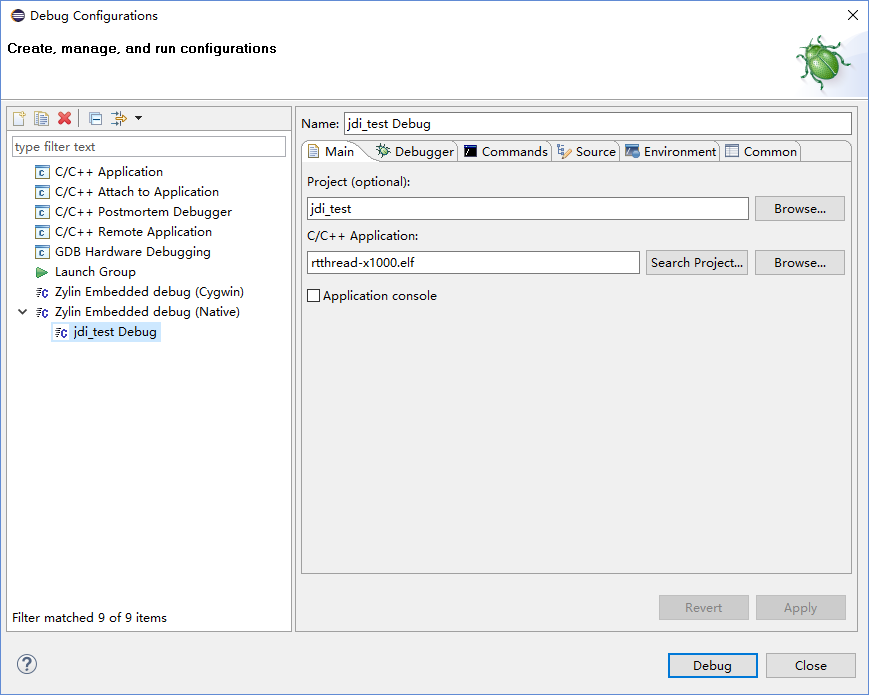 Debug Configurations
Create, manage, and run configurations
type filter text
C/C++ Application
C/C++ Attach to Application
C/C++ Postmortem Debugger
C/C++ Remote Application
GDB Hardware Debugging
Launch Group
Zylin Embedded debug (Cygwin)
Zylin Embedded debug (Native)
jdi_test Debug
Filter matched 9 of 9 items
Name: jdi_test Debug
Main Debugger Commands Source Environment Common
Project (optional):
jdi_test Browse...
C/C++ Application:
rtthread-x1000.elf Search Project... Browse...
Application console
Revert Apply
Debug Close